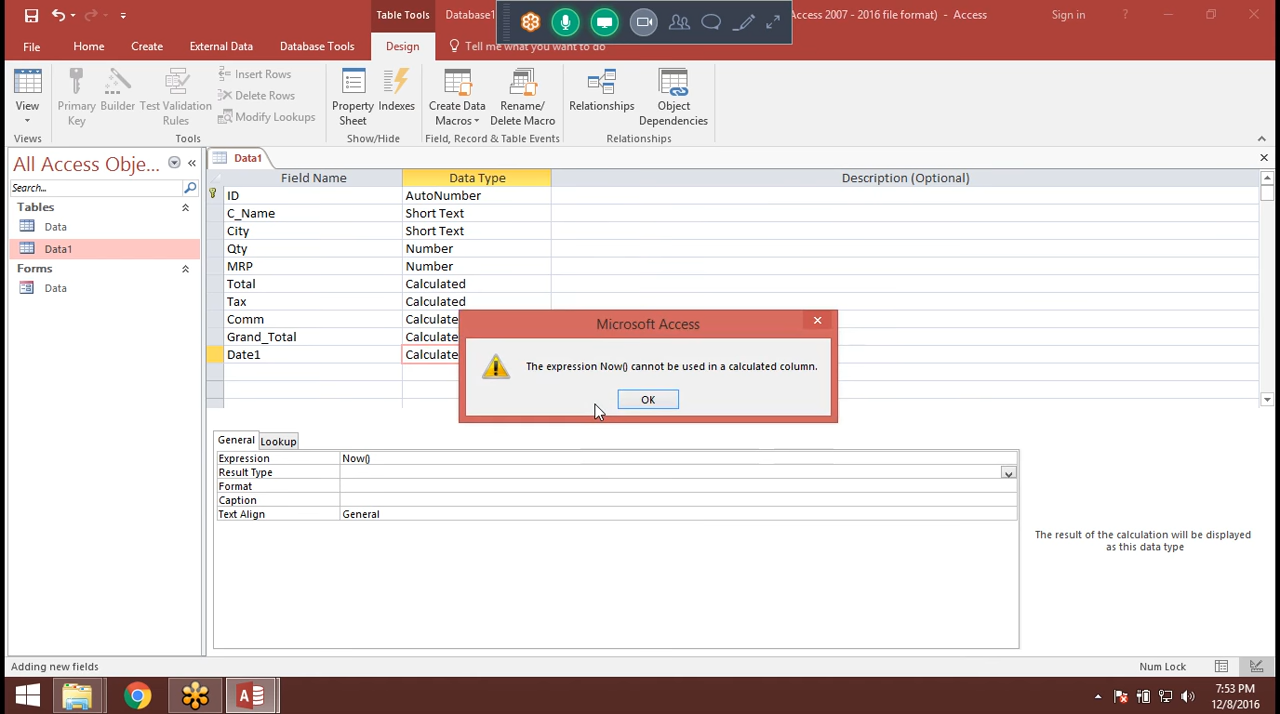 Table Tools
Database1
Access 2007 - 2016 file format) - Access
Sign in
?
File
Home
Create
External Data
Database Tools
Design
Tell me what you want to do
View
Primary Key
Builder
Test Validation Rules
Insert Rows
Delete Rows
Modify Lookups
Property Sheet
Indexes
Create Data Macros
Rename/ Delete Macro
Relationships
Object Dependencies
Views
Tools
Show/Hide
Field, Record & Table Events
Relationships
All Access Obje...
Search...
Tables
Data
Data1
Forms
Data
Data1
Field Name
Data Type
Description (Optional)
ID
AutoNumber
C_Name
Short Text
City
Short Text
Qty
Number
MRP
Number
Total
Calculated
Tax
Calculated
Comm
Calculate
Grand_Total
Calculate
Date1
Calculate
Microsoft Access
The expression Now() cannot be used in a calculated column.
OK
General
Lookup
Expression
Now()
Result Type
Format
Caption
Text Align
General
The result of the calculation will be displayed
as this data type
Adding new fields
Num Lock
7:53 PM
12/8/2016